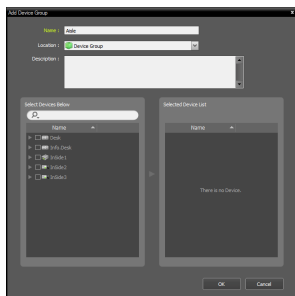 Add Device Group
x
Name : Aisle
Location : Device Group
Description :
Select Devices Below
Name
Desk
Info Desk
InSide1
InSide2
InSide3
Selected Device List
Name
There is no Device.
OK Cancel